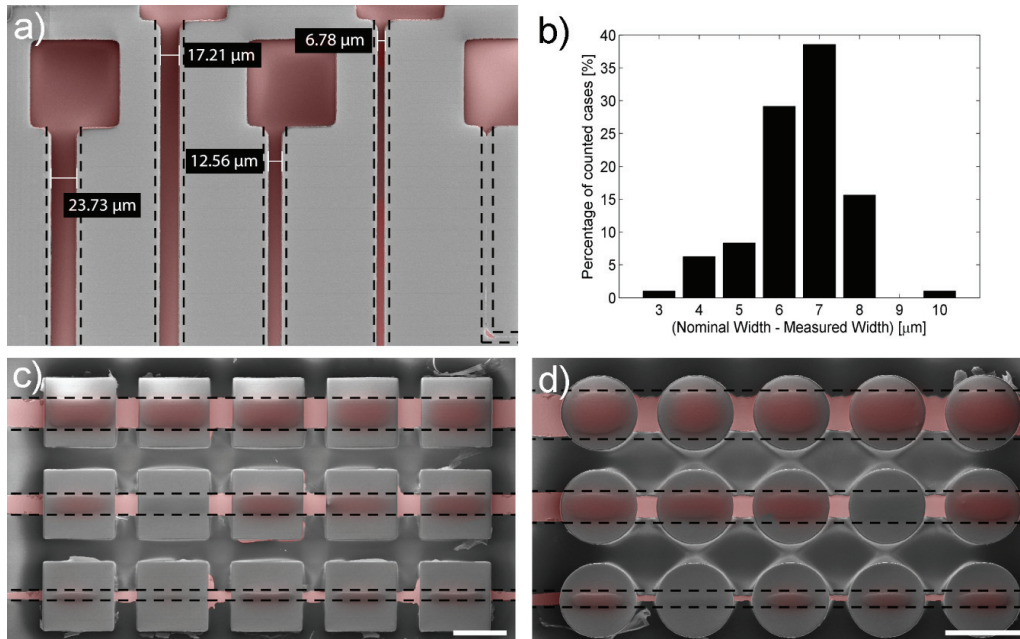 a)
17.21 μm
6.78 μm
12.56 μm
23.73 μm
b)
Percentage of counted cases [%]
40
35
30
25
20
15
10
5
0
3 4 5 6 7 8 9 10
(Nominal Width - Measured Width) [μm]
c)
d)